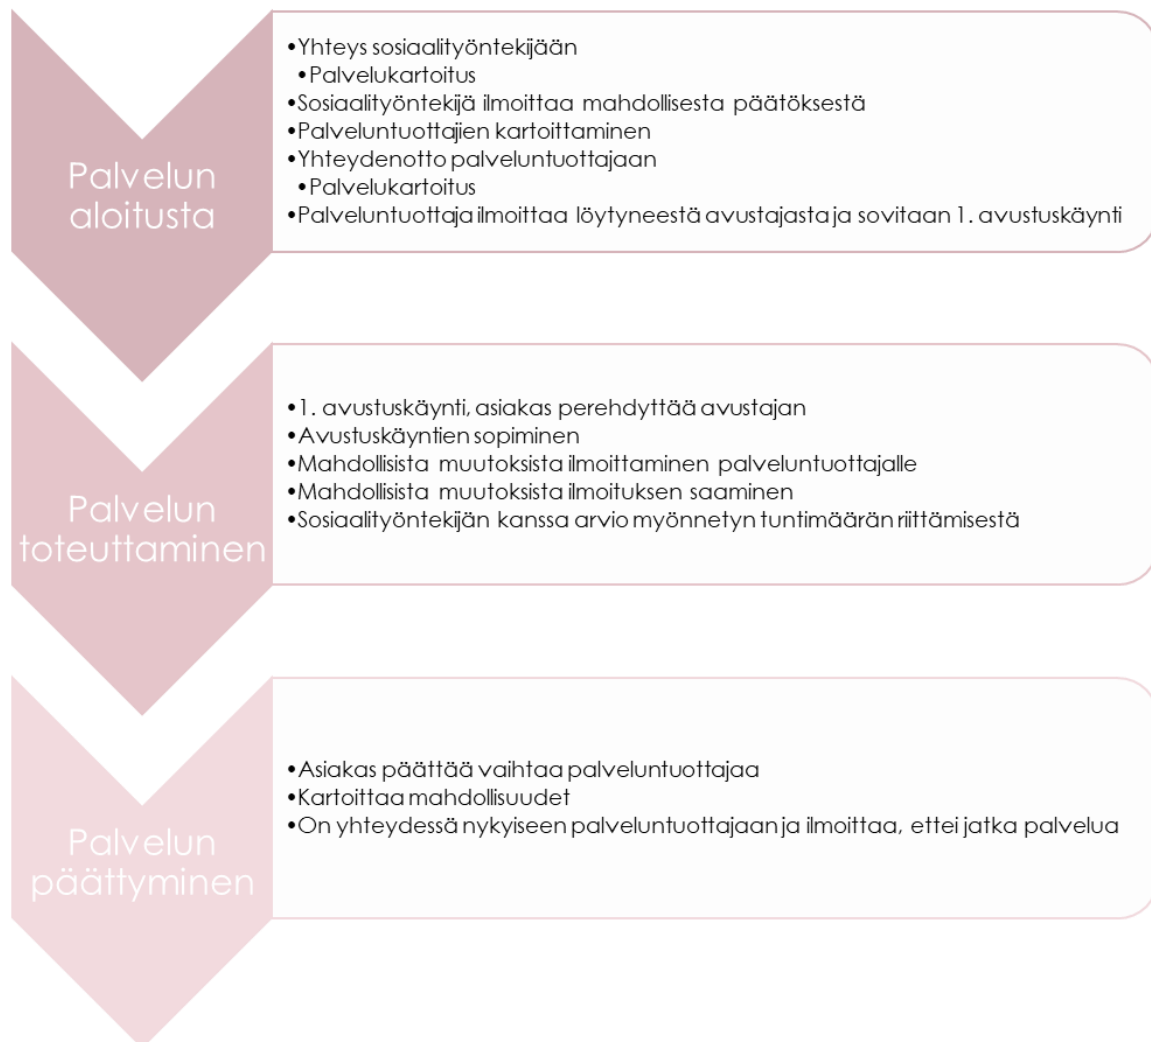 Palvelun
aloitusta
•Yhteys sosiaalityöntekijään
•Palvelukartoitus
•Sosiaalityöntekijä ilmoittaa mahdollisesta päätöksestä
•Palveluntuottajien kartoittaminen
•Yhteydenotto palveluntuottajaan
•Palvelukartoitus
•Palveluntuottaja ilmoittaa löytyneestä avustajasta ja sovitaan 1. avustuskäynti
Palvelun
toteuttaminen
•1. avustuskäynti, asiakas perehdyttää avustajan
•Avustuskäyntien sopiminen
•Mahdollisista muutoksista ilmoittaminen palveluntuottajalle
•Mahdollisista muutoksista ilmoituksen saaminen
•Sosiaalityöntekijän kanssa arvio myönnetyn tuntimäärän riittämisestä
Palvelun
päättyminen
•Asiakas päättää vaihtaa palveluntuottajaa
•Kartoittaa mahdollisuudet
•On yhteydessä nykyiseen palveluntuottajaan ja ilmoittaa, ettei jatka palvelua